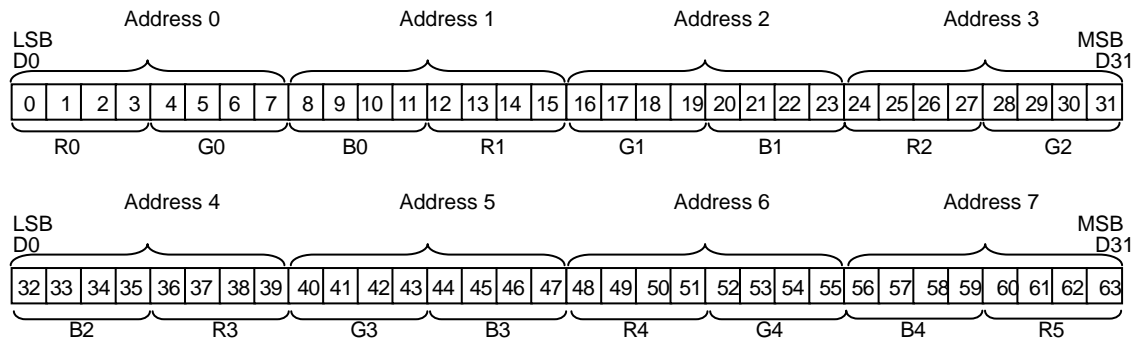 Address 0 Address 1 Address 2 Address 3
LSB MSB
D0 D31
0 1 2 3 4 5 6 7 8 9 10 11 12 13 14 15 16 17 18 19 20 21 22 23 24 25 26 27 28 29 30 31
R0 G0 B0 R1 G1 B1 R2 G2
Address 4 Address 5 Address 6 Address 7
LSB MSB
D0 D31
32 33 34 35 36 37 38 39 40 41 42 43 44 45 46 47 48 49 50 51 52 53 54 55 56 57 58 59 60 61 62 63
B2 R3 G3 B3 R4 G4 B4 R5